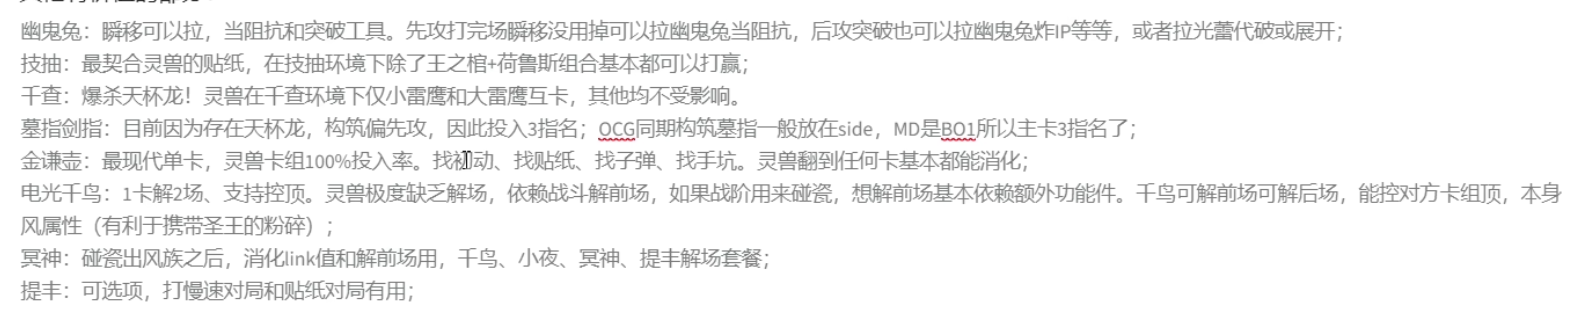 幽鬼兔：瞬移可以拉，当阻抗和突破工具。先攻打完场瞬移没用掉可以拉幽鬼兔当阻抗，后攻突破也可以拉幽鬼兔炸IP等等，或者拉光蕾代破或展开；
技抽：最契合灵兽的贴纸，在技抽环境下除了王之棺+荷鲁斯组合基本都可以打赢；
千查：爆杀天杯龙！灵兽在千查环境下仅小雷鹰和大雷鹰互卡，其他均不受影响。
墓指剑指：目前因为存在天杯龙，构筑偏先攻，因此投入3指名；OCG同期构筑墓指一般放在side，MD是BO1所以主卡3指名了；
金谦壶：最现代单卡，灵兽卡组100%投入率。找初动、找贴纸、找子弹、找手坑。灵兽翻到任何卡基本都能消化；
电光千鸟：1卡解2场、支持控顶。灵兽极度缺乏解场，依赖战斗解前场，如果战阶用来碰瓷，想解前场基本依赖额外功能件。千鸟可解前场可解后场，能控对方卡组顶，本身
风属性（有利于携带圣王的粉碎）；
冥神：碰瓷出风族之后，消化link值和解前场用，千鸟、小夜、冥神、提丰解场套餐；
提丰：可选项，打慢速对局和贴纸对局有用；